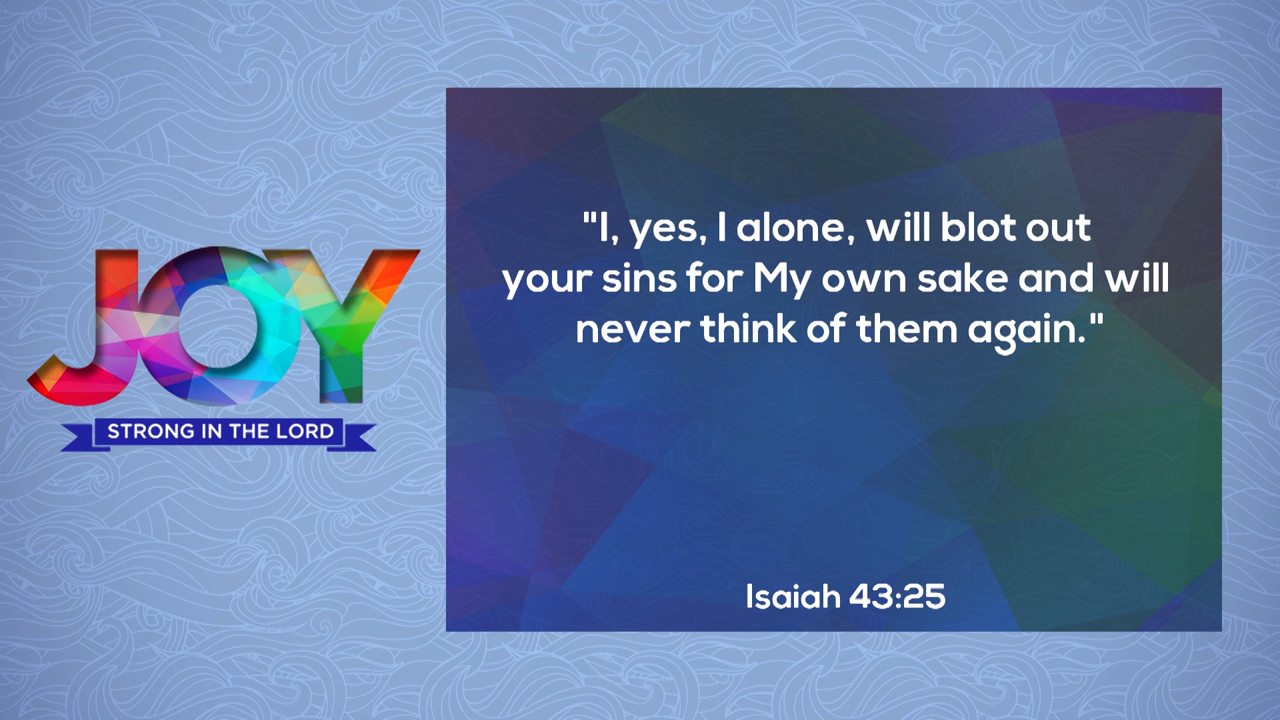 JOY
STRONG IN THE LORD
"I, yes, I alone, will blot out
your sins for My own sake and will
never think of them again."
Isaiah 43:25